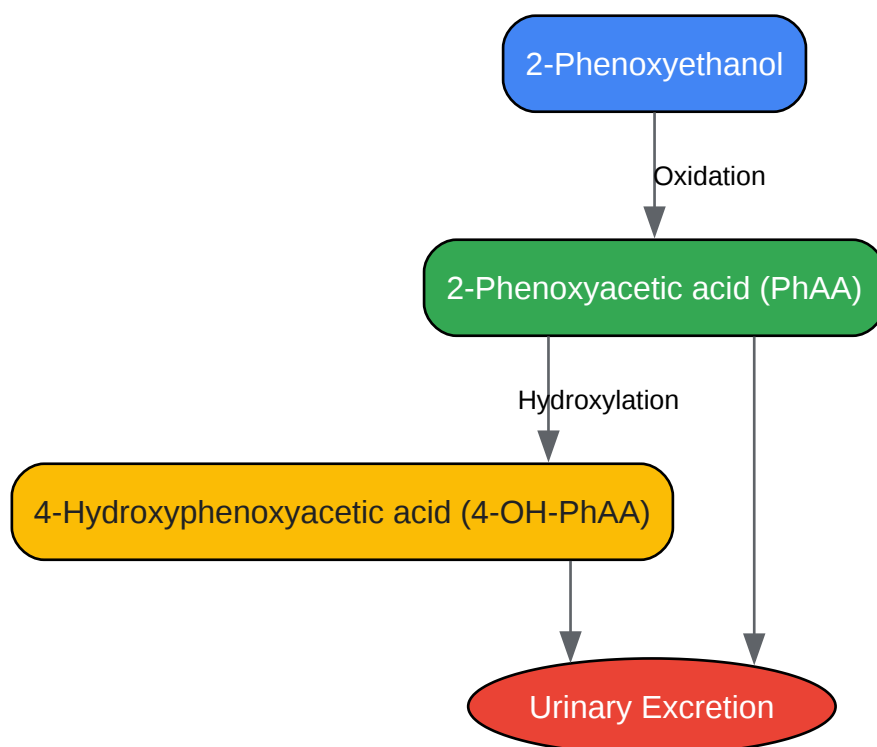 2-Phenoxyethanol
Oxidation
2-Phenoxyacetic acid (PhAA)
Hydroxylation
4-Hydroxyphenoxyacetic acid (4-OH-PhAA)
Urinary Excretion